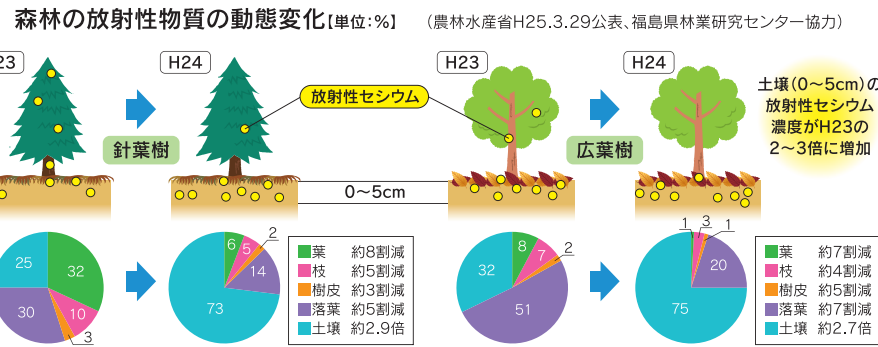 森林の放射性物質の動態変化【単位:%】 (農林水産省H25.3.29公表、福島県林業研究センター協力)
H23
H24
放射性セシウム
H23
H24
土壌(0〜5cm)の
放射性セシウム
濃度がH23の
2〜3倍に増加
針葉樹
広葉樹
0〜5cm
32
10
3
30
25
6
5
2
14
73
葉 約8割減
枝 約5割減
樹皮 約3割減
落葉 約5割減
土壌 約2.9倍
8
7
2
51
32
1
3
1
20
75
葉 約7割減
枝 約4割減
樹皮 約5割減
落葉 約7割減
土壌 約2.7倍